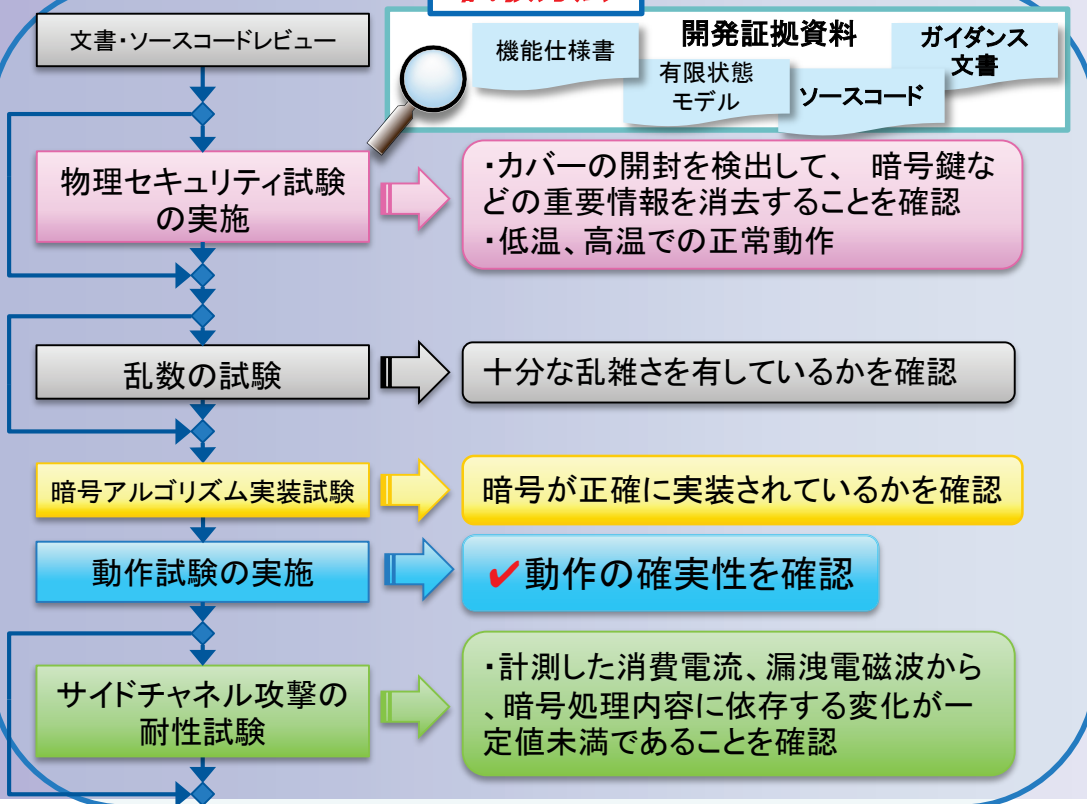 文書・ソースコードレビュー
機能仕様書
開発証拠資料
有限状態
モデル
ソースコード
ガイダンス
文書
物理セキュリティ試験
の実施
・カバーの開封を検出して、 暗号鍵な
どの重要情報を消去することを確認
・低温、高温での正常動作
乱数の試験
十分な乱雑さを有しているかを確認
暗号アルゴリズム実装試験
暗号が正確に実装されているかを確認
動作試験の実施
✔動作の確実性を確認
サイドチャネル攻撃の
耐性試験
・計測した消費電流、漏洩電磁波から
、暗号処理内容に依存する変化が一
定値未満であることを確認